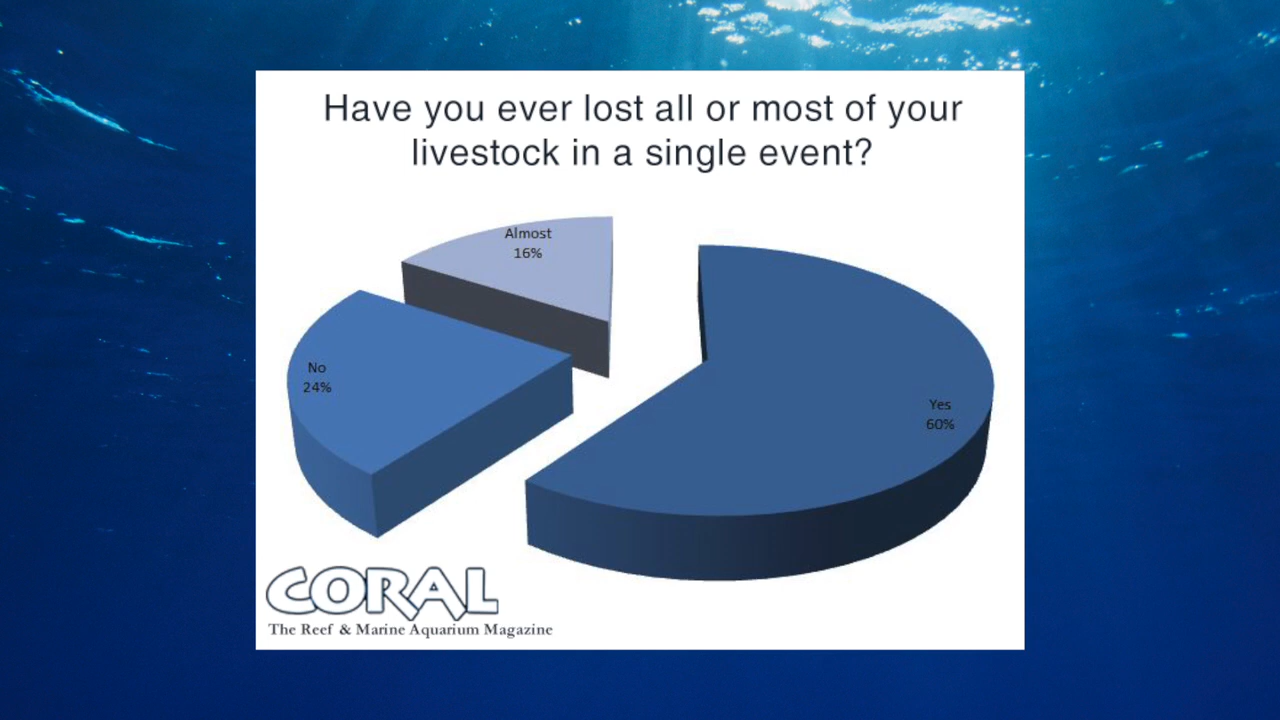 Have you ever lost all or most of your
livestock in a single event?
Almost
16%
No
24%
Yes
60%
CORAL
The Reef & Marine Aquarium Magazine